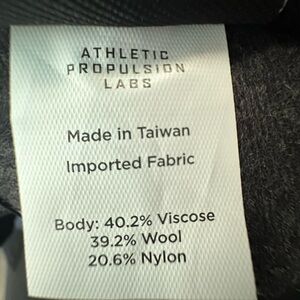 ATHLETIC
PROPULSION
LABS
Made in Taiwan
Imported Fabric
Body: 40.2% Viscose
39.2% Wool
20.6% Nylon